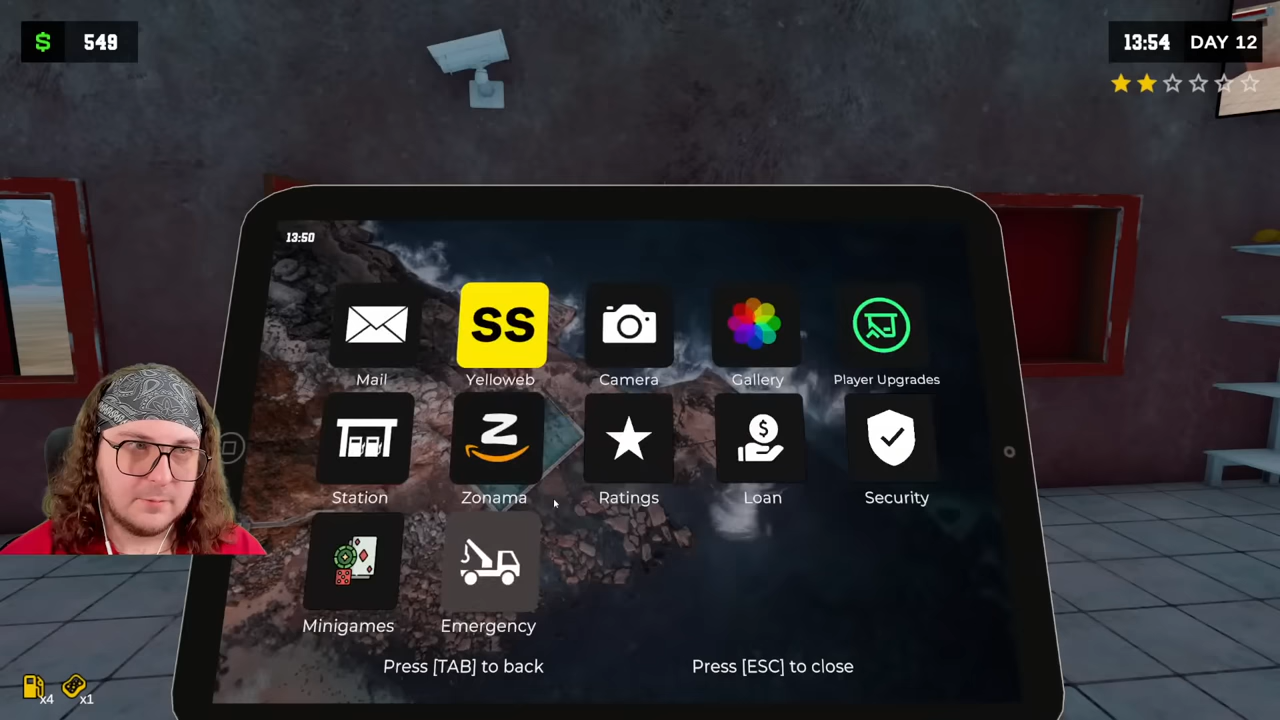 $ 549
13:54 DAY 12
13:50
SS
Mail Yelloweb Camera Gallery Player Upgrades
Z
$
Station Zonama Ratings Loan Security
Minigames Emergency
Press [TAB] to back Press [ESC] to close
x4 x1